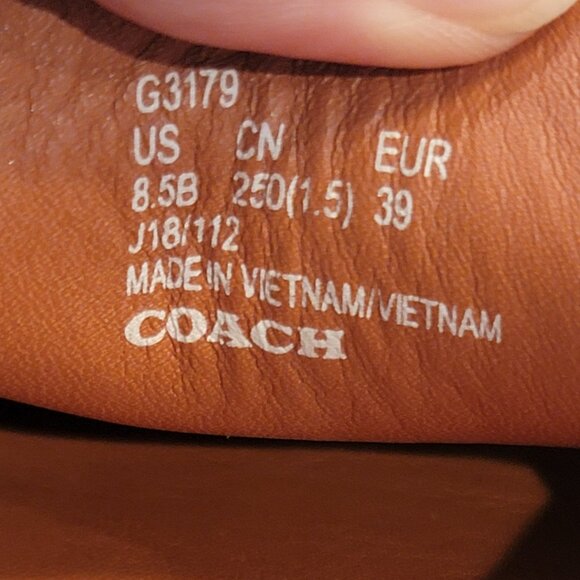 G3179
US CN EUR
8.5B 250(1.5) 39
J18/112
MADE IN VIETNAM/VIETNAM
COACH